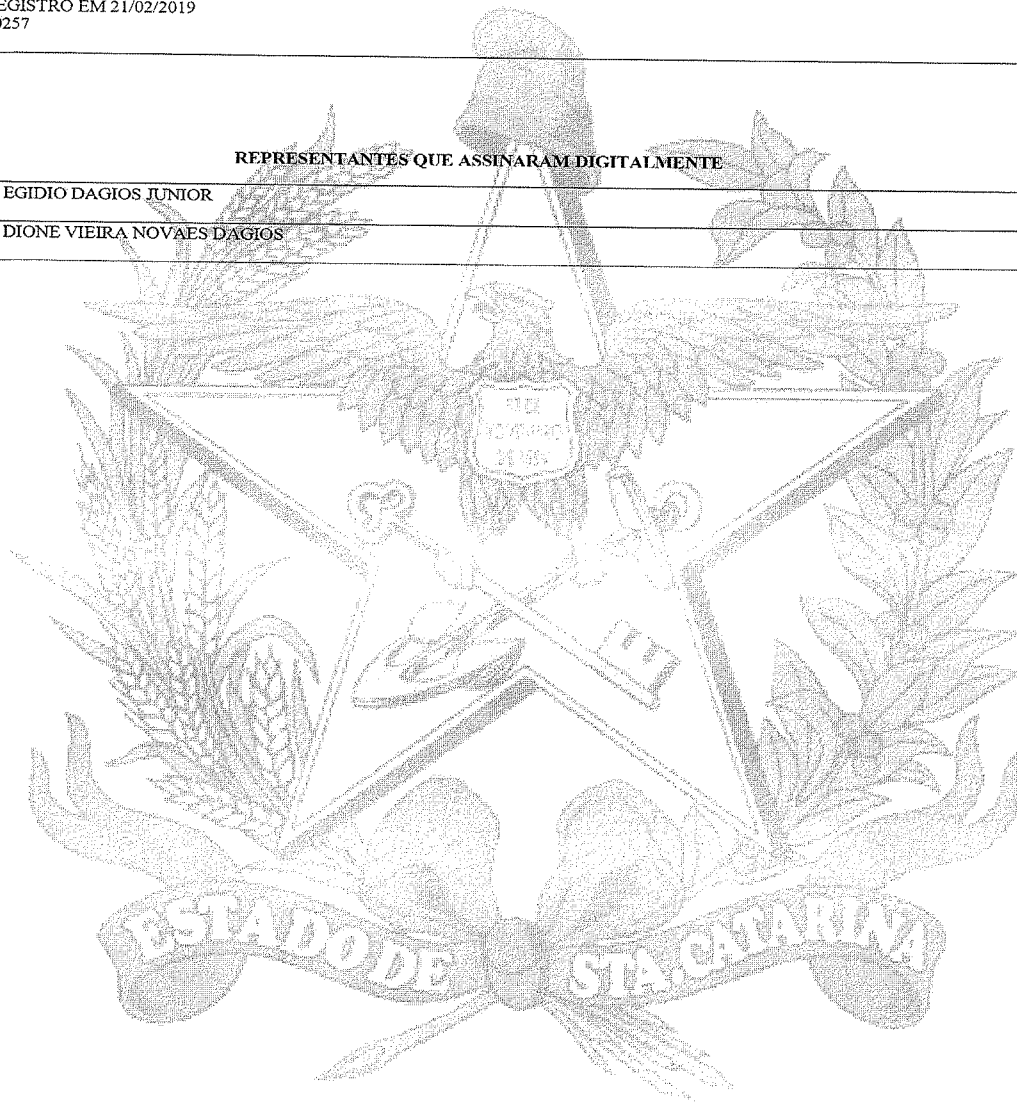 EGISTRO EM 21/02/2019
0257
REPRESENTANTES QUE ASSINARAM DIGITALMENTE
EGIDIO DAGIOS JUNIOR
DIONE VIEIRA NOVAES DAGIOS
ESTADO DE STA. CATARINA